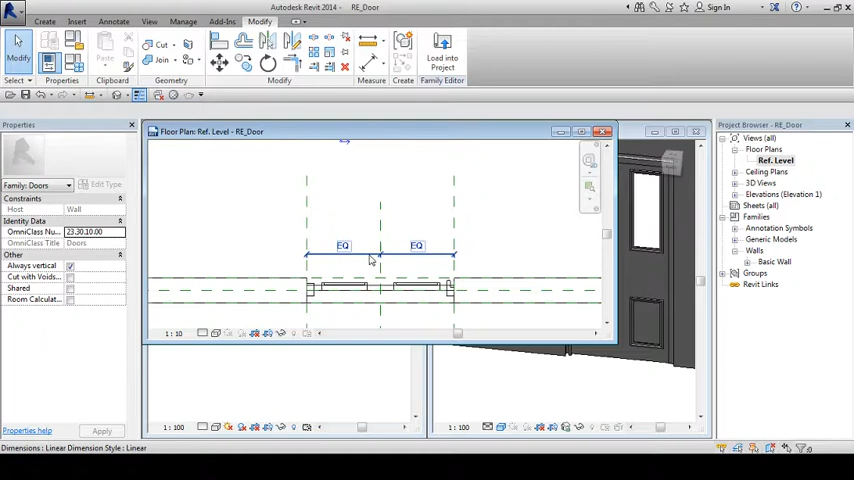 Autodesk Revit 2014 - RE_Door
Sign In
Create Insert Annotate View Manage Add-Ins Modify
Modify
Cut
Join
Load into
Project
Select Properties Clipboard Geometry Modify Measure Create Family Editor
Properties
Family: Doors
Edit Type
Constraints
Host Wall
Identity Data
OmniClass Nu... 23.30.10.00
OmniClass Ti... Doors
Other
Always vertical
Cut with Voids...
Shared
Room Calculat...
Properties help
Apply
Floor Plan: Ref. Level - RE_Door
EQ EQ
1 : 10
1 : 100
1 : 100
Project Browser - RE_Door
Views (all)
Floor Plans
Ref. Level
Ceiling Plans
3D Views
Elevations (Elevation 1)
Sheets (all)
Families
Annotation Symbols
Generic Models
Walls
Basic Wall
Groups
Revit Links
Dimensions : Linear Dimension Style : Linear
:0